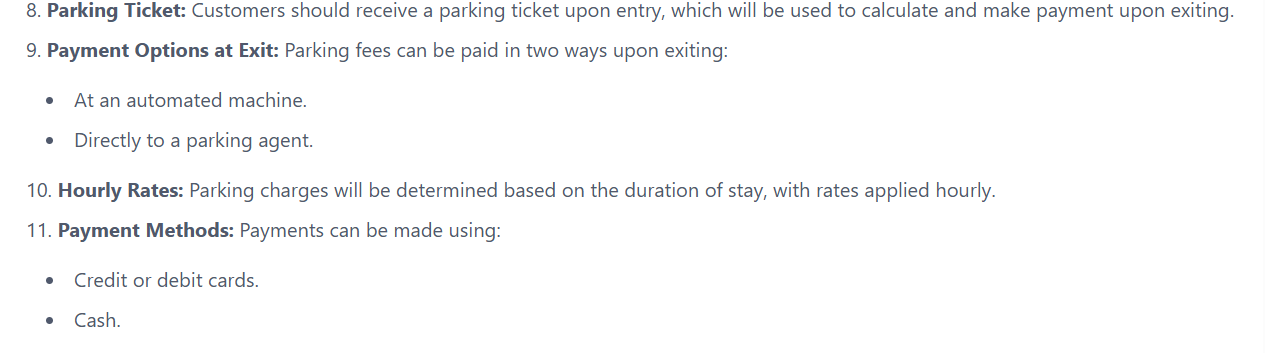 8. Parking Ticket: Customers should receive a parking ticket upon entry, which will be used to calculate and make payment upon exiting.
9. Payment Options at Exit: Parking fees can be paid in two ways upon exiting:
• At an automated machine.
• Directly to a parking agent.
10. Hourly Rates: Parking charges will be determined based on the duration of stay, with rates applied hourly.
11. Payment Methods: Payments can be made using:
• Credit or debit cards.
• Cash.